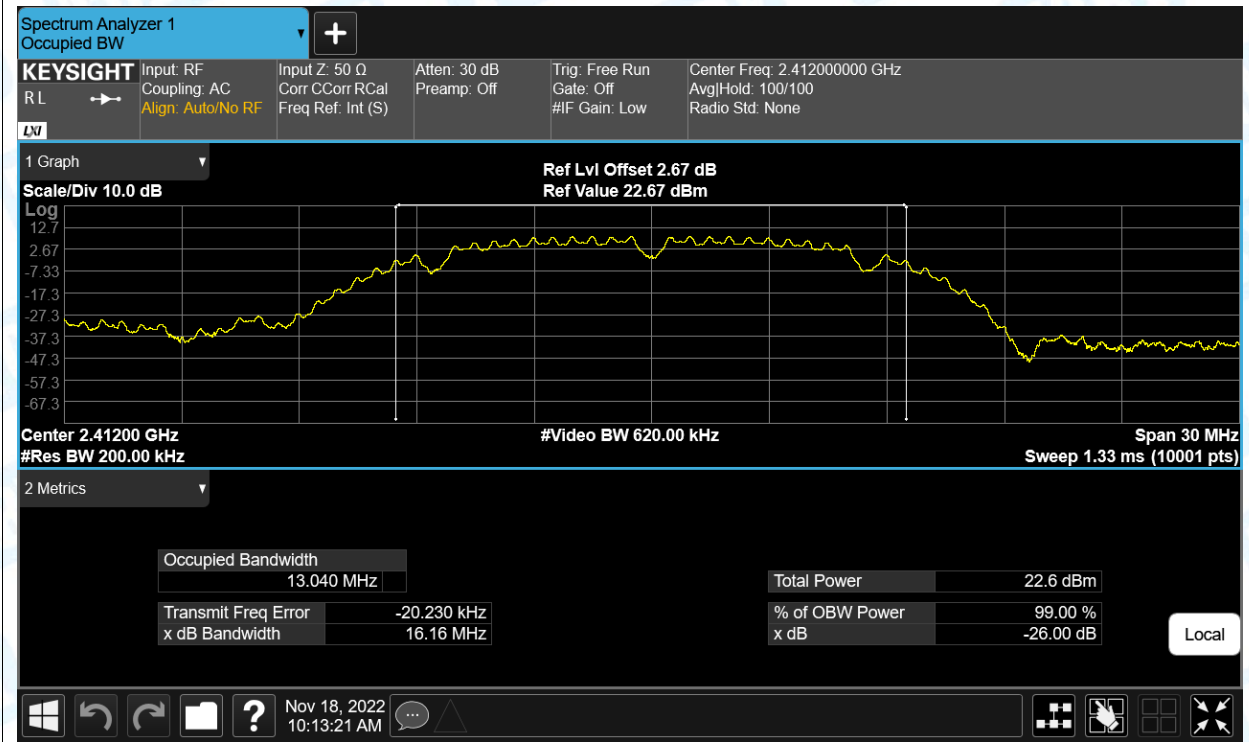 Spectrum Analyzer 1
Occupied BW
KEYSIGHT
R L
LXI
Input: RF
Coupling: AC
Align: Auto/No RF
Input Z: 50 Ω
Corr CCorr RCal
Freq Ref: Int (S)
Atten: 30 dB
Preamp: Off
Trig: Free Run
Gate: Off
#IF Gain: Low
Center Freq: 2.412000000 GHz
Avg|Hold: 100/100
Radio Std: None
1 Graph
Scale/Div 10.0 dB
Ref Lvl Offset 2.67 dB
Ref Value 22.67 dBm
Log
12.7
2.67
-7.33
-17.3
-27.3
-37.3
-47.3
-57.3
-67.3
Center 2.41200 GHz
#Res BW 200.00 kHz
#Video BW 620.00 kHz
Span 30 MHz
Sweep 1.33 ms (10001 pts)
2 Metrics
Occupied Bandwidth
13.040 MHz
Transmit Freq Error -20.230 kHz
x dB Bandwidth 16.16 MHz
Total Power 22.6 dBm
% of OBW Power 99.00 %
x dB -26.00 dB
Local
?
Nov 18, 2022
10:13:21 AM